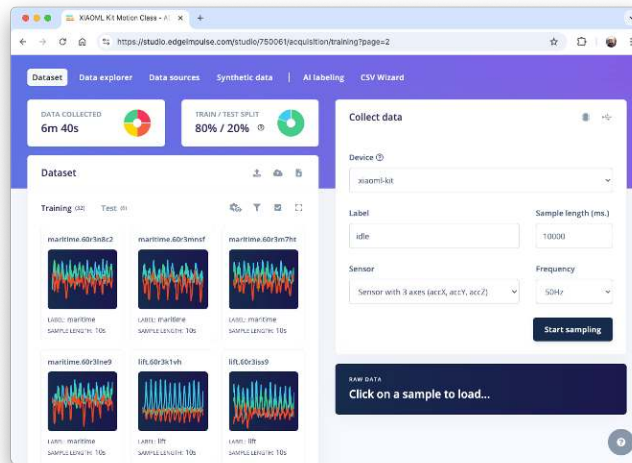 XIAOML Kit Motion Class - A
https://studio.edgeimpulse.com/studio/750061/acquisition/training?page=2
Dataset Data explorer Data sources Synthetic data | AI labeling CSV Wizard
DATA COLLECTED
6m 40s
TRAIN / TEST SPLIT
80% / 20%
Dataset
Training (32) Test (8)
maritime.60r3n8c2 maritime.60r3mnsf maritime.60r3m7ht
LABEL: maritime LABEL: maritime LABEL: maritime
SAMPLE LENGTH: 10s SAMPLE LENGTH: 10s SAMPLE LENGTH: 10s
maritime.60r3lne9 lift.60r3k1vh lift.60r3iss9
LABEL: maritime LABEL: lift LABEL: lift
SAMPLE LENGTH: 10s SAMPLE LENGTH: 10s SAMPLE LENGTH: 10s
Collect data
Device
xiaoml-kit
Label Sample length (ms.)
idle 10000
Sensor Frequency
Sensor with 3 axes (accX, accY, accZ) 50Hz
Start sampling
RAW DATA
Click on a sample to load...